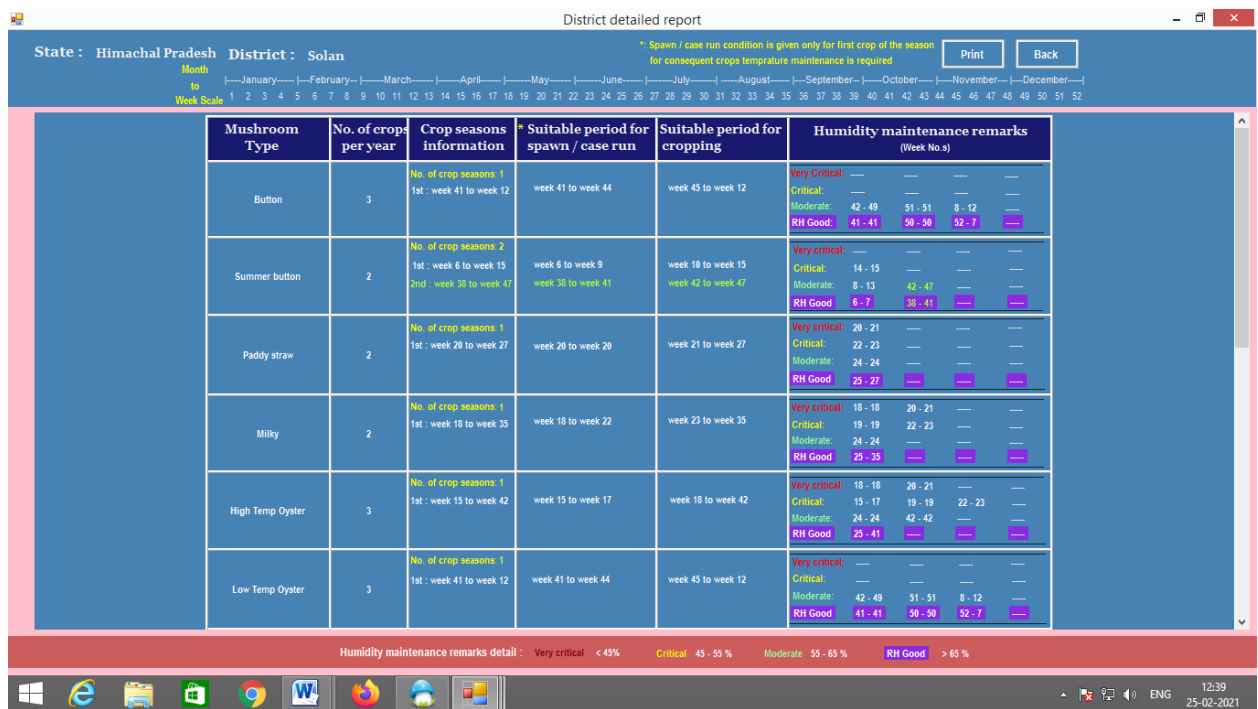 District detailed report
State : Himachal Pradesh District : Solan
*: Spawn / case run condition is given only for first crop of the season
for consequent crops temprature maintenance is required
Print Back
Month
to
Week Scale
|----January----- |---February-- |------March------ |-----April------ |------May------ |------June--- |------July------| ----August----- |---September-- |----October---- |----November--- |---December----|
1 2 3 4 5 6 7 8 9 10 11 12 13 14 15 16 17 18 19 20 21 22 23 24 25 26 27 28 29 30 31 32 33 34 35 36 37 38 39 40 41 42 43 44 45 46 47 48 49 50 51 52
Mushroom Type No. of crops per year Crop seasons information * Suitable period for spawn / case run Suitable period for cropping Humidity maintenance remarks (Week No.s)
No. of crop seasons: 1 Very Critical: ----- ----- ----- -----
1st : week 41 to week 12 week 41 to week 44 week 45 to week 12 Critical: ----- ----- ----- -----
Button 3 Moderate: 42 - 49 51 - 51 8 - 12 -----
RH Good: 41 - 41 50 - 50 52 - 7 -----
No. of crop seasons: 2 Very critical: ----- ----- ----- -----
1st : week 6 to week 15 week 6 to week 9 week 10 to week 15 Critical: 14 - 15 ----- ----- -----
Summer button 2 2nd : week 38 to week 47 week 38 to week 41 week 42 to week 47 Moderate: 8 - 13 42 - 47 ----- -----
RH Good 6 - 7 38 - 41 ----- -----
No. of crop seasons: 1 Very critical: 20 - 21 ----- ----- -----
1st : week 20 to week 27 week 20 to week 20 week 21 to week 27 Critical: 22 - 23 ----- ----- -----
Paddy straw 2 Moderate: 24 - 24 ----- ----- -----
RH Good 25 - 27 ----- ----- -----
No. of crop seasons: 1 Very critical: 18 - 18 20 - 21 ----- -----
1st : week 18 to week 35 week 18 to week 22 week 23 to week 35 Critical: 19 - 19 22 - 23 ----- -----
Milky 2 Moderate: 24 - 24 ----- ----- -----
RH Good 25 - 35 ----- ----- -----
No. of crop seasons: 1 Very critical: 18 - 18 20 - 21 ----- -----
1st : week 15 to week 42 week 15 to week 17 week 18 to week 42 Critical: 15 - 17 19 - 19 22 - 23 -----
High Temp Oyster 3 Moderate: 24 - 24 42 - 42 ----- -----
RH Good 25 - 41 ----- ----- -----
No. of crop seasons: 1 Very critical: ----- ----- ----- -----
1st : week 41 to week 12 week 41 to week 44 week 45 to week 12 Critical: ----- ----- ----- -----
Low Temp Oyster 3 Moderate: 42 - 49 51 - 51 8 - 12 -----
RH Good 41 - 41 50 - 50 52 - 7 -----
Humidity maintenance remarks detail : Very critical < 45% Critical 45 - 55 % Moderate 55 - 65 % RH Good > 65 %
ENG 12:39
25-02-2021